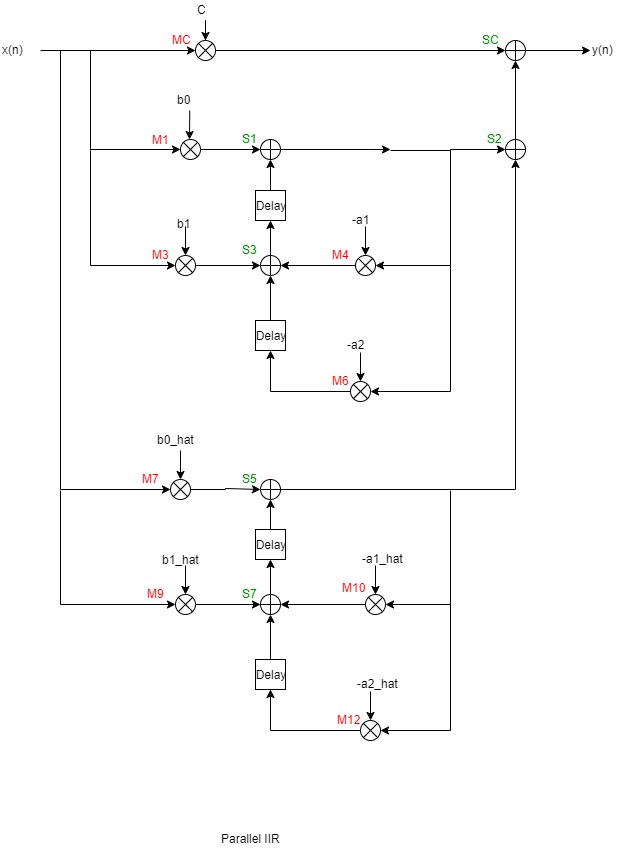 C
x(n)
MC
SC
y(n)
b0
M1
S1
S2
Delay
b1
-a1
M3
S3
M4
Delay
-a2
M6
b0_hat
M7
S5
Delay
b1_hat
-a1_hat
M9
S7
M10
Delay
-a2_hat
M12
Parallel IIR